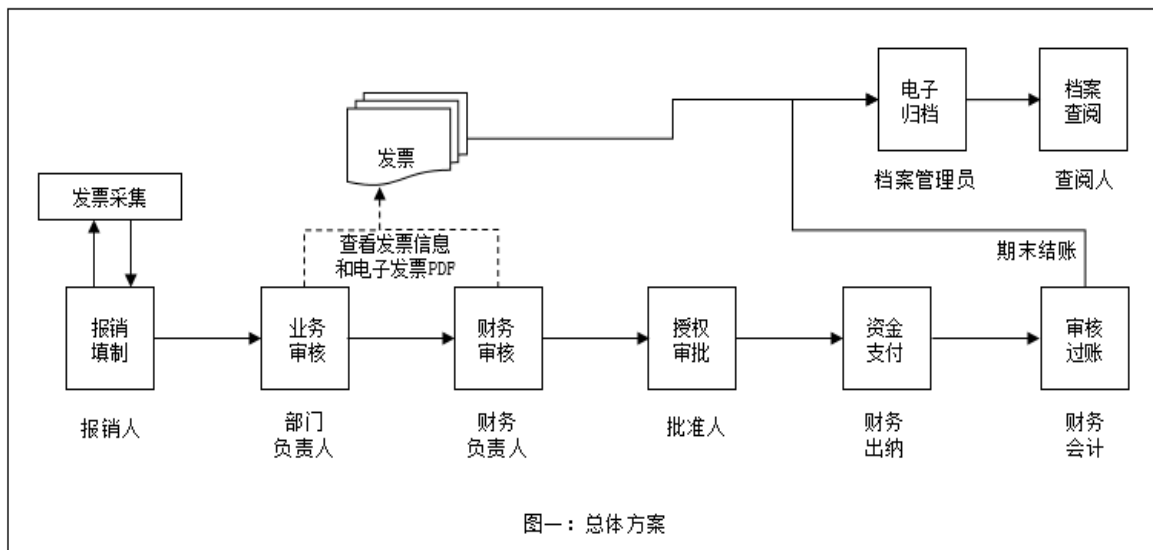 电子
归档
档案
查阅
发票
档案管理员
查阅人
发票采集
查看发票信息
和电子发票PDF
期末结账
报销
填制
业务
审核
财务
审核
授权
审批
资金
支付
审核
过账
报销人
部门
负责人
财务
负责人
批准人
财务
出纳
财务
会计
图一：总体方案